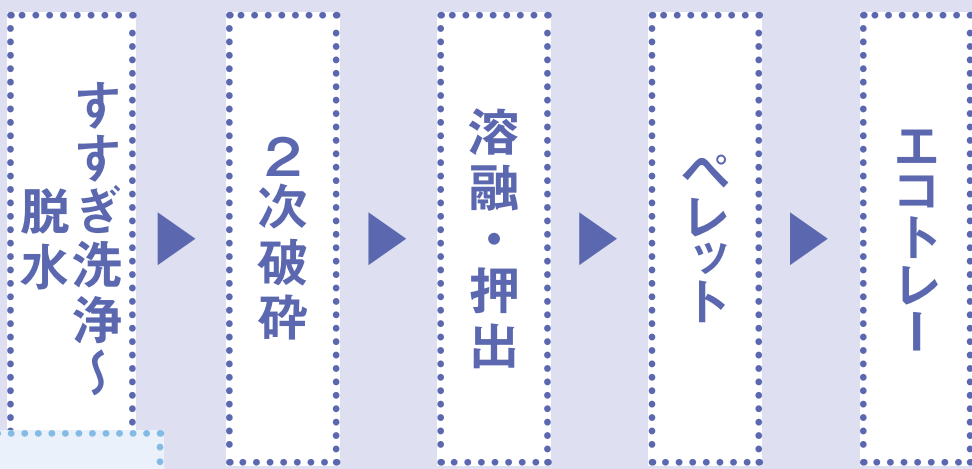 すすぎ洗浄～
脱水
２次破砕
溶融・押出
ペレット
エコトレー